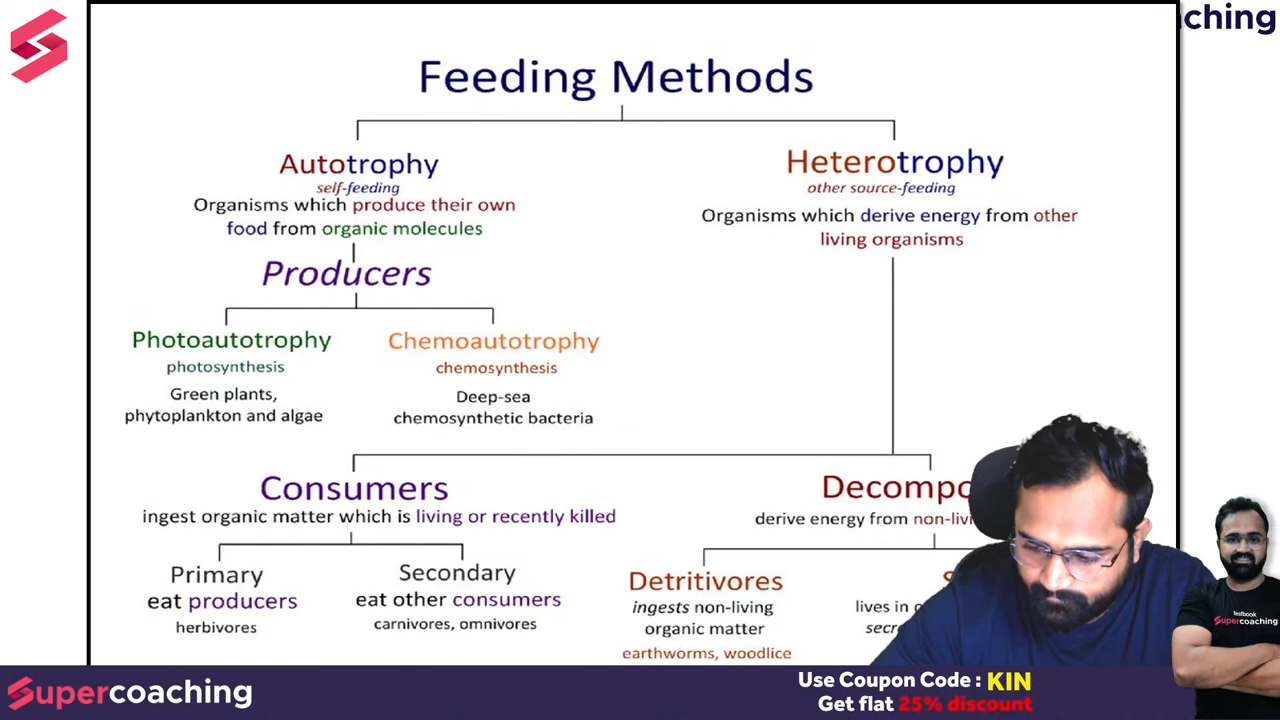 ching
Feeding Methods
Autotrophy
self-feeding
Organisms which produce their own
food from organic molecules
Heterotrophy
other source-feeding
Organisms which derive energy from other
living organisms
Producers
Photoautotrophy
photosynthesis
Green plants,
phytoplankton and algae
Chemoautotrophy
chemosynthesis
Deep-sea
chemosynthetic bacteria
Consumers
ingest organic matter which is living or recently killed
Primary
eat producers
herbivores
Secondary
eat other consumers
carnivores, omnivores
Decompo
derive energy from non-livi
Detritivores
ingests non-living
organic matter
earthworms, woodlice
lives in
secr
testbook
Supercoaching
Supercoaching
Use Coupon Code : KIN
Get flat 25% discount